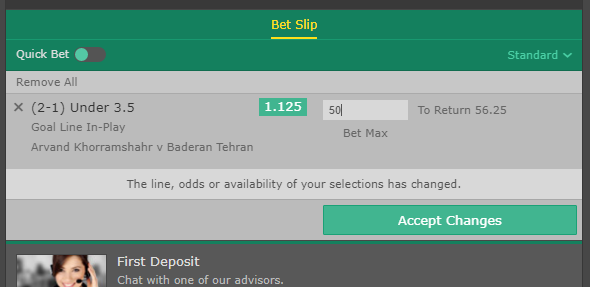 Bet Slip
Quick Bet
Standard
Remove All
✕ (2-1) Under 3.5 1.125 50 To Return 56.25
Goal Line In-Play Bet Max
Arvand Khorramshahr v Baderan Tehran
The line, odds or availability of your selections has changed.
Accept Changes
First Deposit
Chat with one of our advisors.